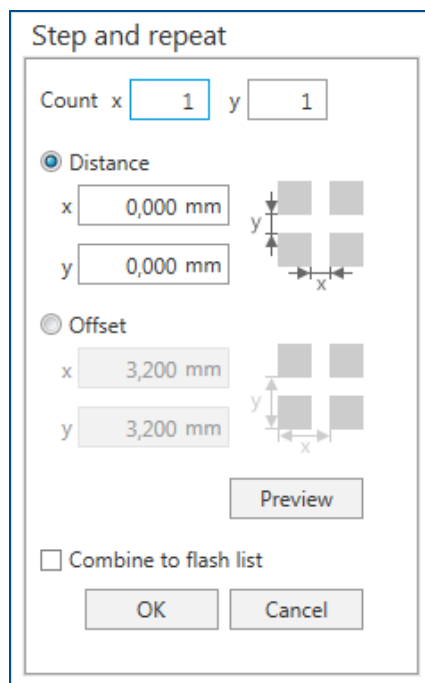 Step and repeat
Count x 1 y 1
Distance
x 0,000 mm
y 0,000 mm
y
x
Offset
x 3,200 mm
y 3,200 mm
y
x
Preview
Combine to flash list
OK Cancel